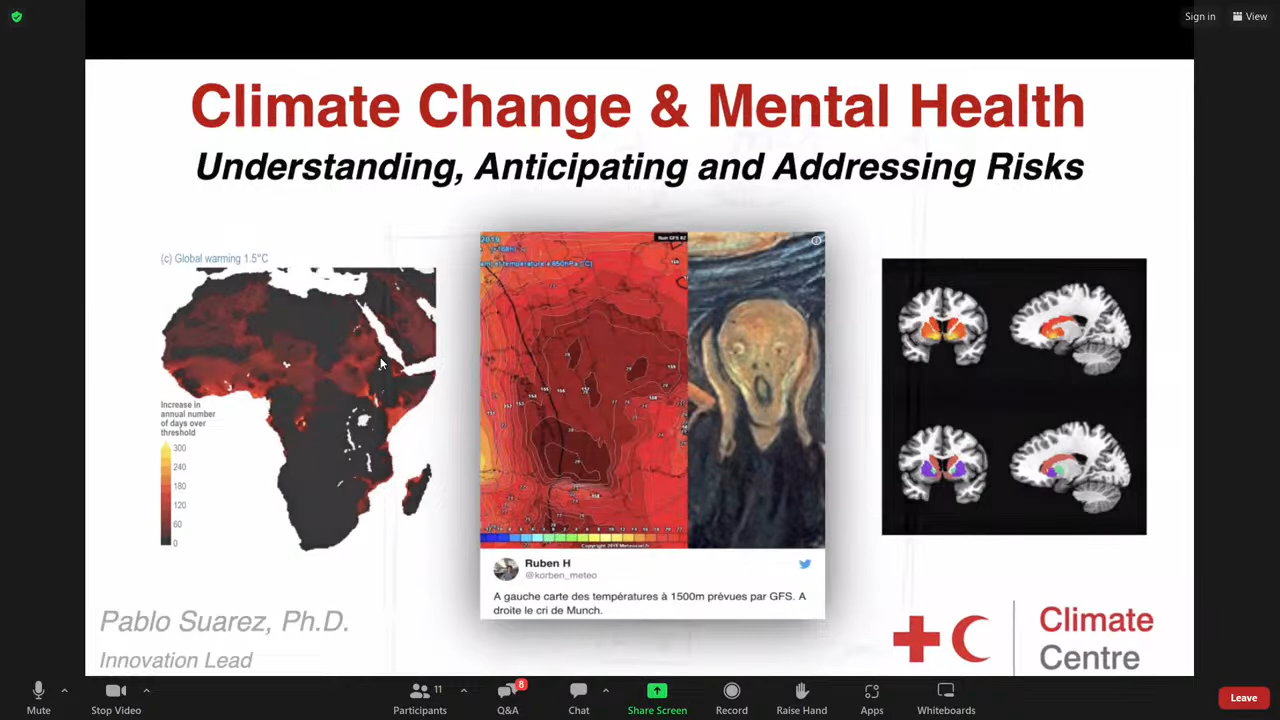 Sign in
View
Climate Change & Mental Health
Understanding, Anticipating and Addressing Risks
(c) Global warming 1.5°C
Increase in
annual number
of days over
threshold
300
240
180
120
60
0
2019
Ruben H
@korben_meteo
A gauche carte des températures à 1500m prévues par GFS. A
droite le cri de Munch.
Pablo Suarez, Ph.D.
Innovation Lead
Climate
Centre
Mute
Stop Video
Participants
11
Q&A
8
Chat
Share Screen
Record
Raise Hand
Apps
Whiteboards
Leave